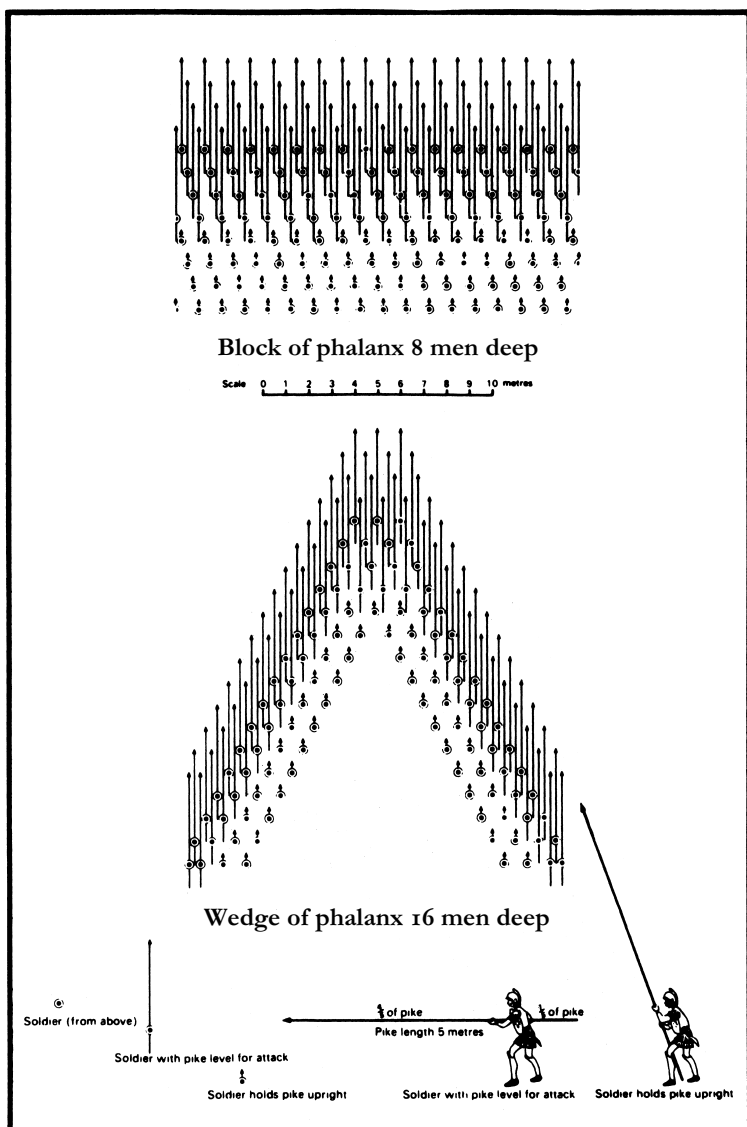 Block of phalanx 8 men deep
Scale 0 1 2 3 4 5 6 7 8 9 10 metres
Wedge of phalanx 16 men deep
of pike
of pike
Soldier (from above)
Pike length 5 metres
Soldier with pike level for attack
Soldier holds pike upright
Soldier with pike level for attack
Soldier holds pike upright